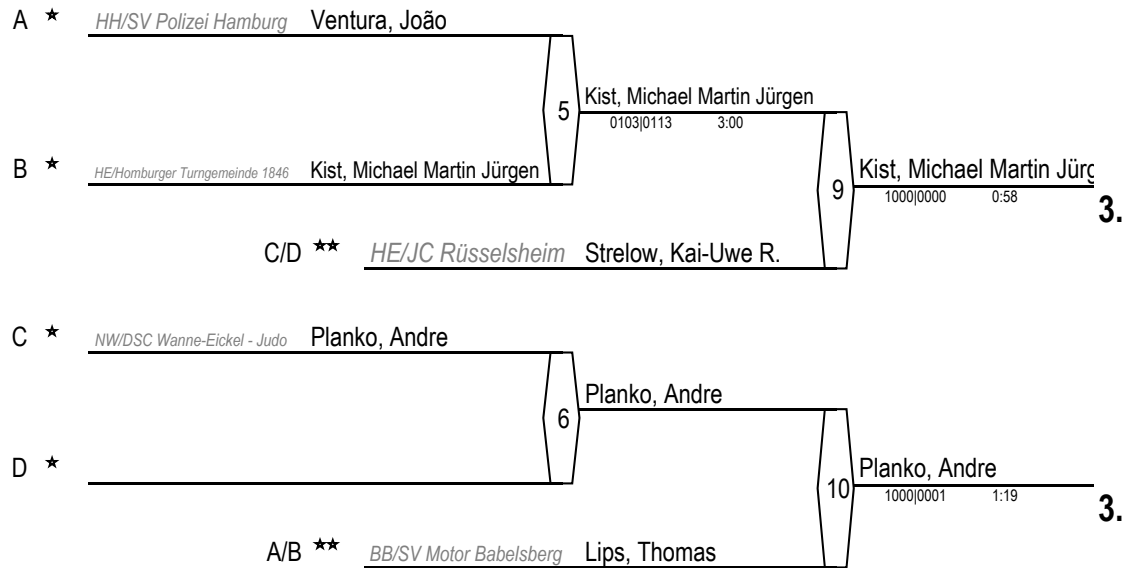 A ★ HH/SV Polizei Hamburg Ventura, João
5 Kist, Michael Martin Jürgen
0103|0113 3:00
B ★ HE/Homburger Turngemeinde 1846 Kist, Michael Martin Jürgen
9 Kist, Michael Martin Jürg
1000|0000 0:58
3.
C/D ★★ HE/JC Rüsselsheim Strelow, Kai-Uwe R.
C ★ NW/DSC Wanne-Eickel - Judo Planko, Andre
6 Planko, Andre
D ★
10 Planko, Andre
1000|0001 1:19
3.
A/B ★★ BB/SV Motor Babelsberg Lips, Thomas